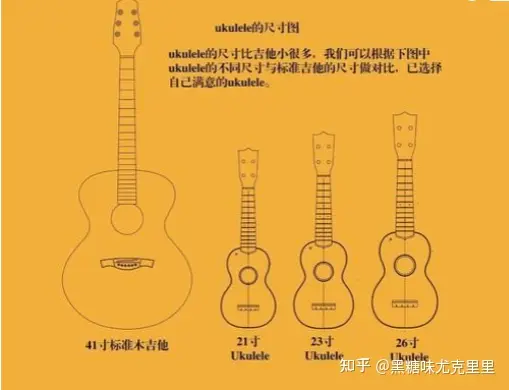 ukulele的尺寸图
ukulele的尺寸比吉他小很多，我们可以根据下图中
ukulele的不同尺寸与标准吉他的尺寸做对比，已选择
自己满意的ukulele。
41寸标准木吉他
21寸
Ukulele
23寸
Ukulele
26寸
Ukulele
知乎 @黑糖味尤克里里